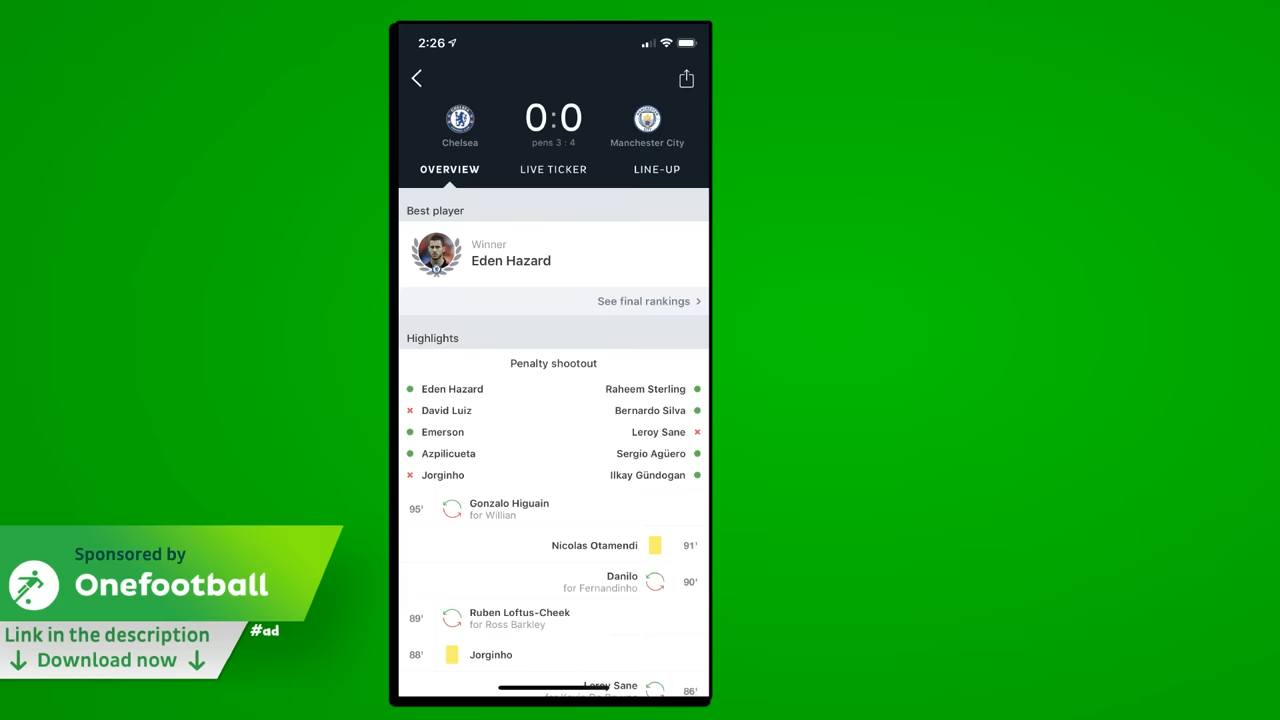 2:26
0:0
Chelsea
pens 3 : 4
Manchester City
OVERVIEW
LIVE TICKER
LINE-UP
Best player
Winner
Eden Hazard
See final rankings >
Highlights
Penalty shootout
Eden Hazard
Raheem Sterling
David Luiz
Bernardo Silva
Emerson
Leroy Sane
Azpilicueta
Sergio Agüero
Jorginho
Ilkay Gündogan
95'
Gonzalo Higuain
for Willian
Nicolas Otamendi
91'
Danilo
for Fernandinho
90'
89'
Ruben Loftus-Cheek
for Ross Barkley
88'
Jorginho
Leroy Sane
86'
Sponsored by
Onefootball
Link in the description
#ad
↓ Download now ↓